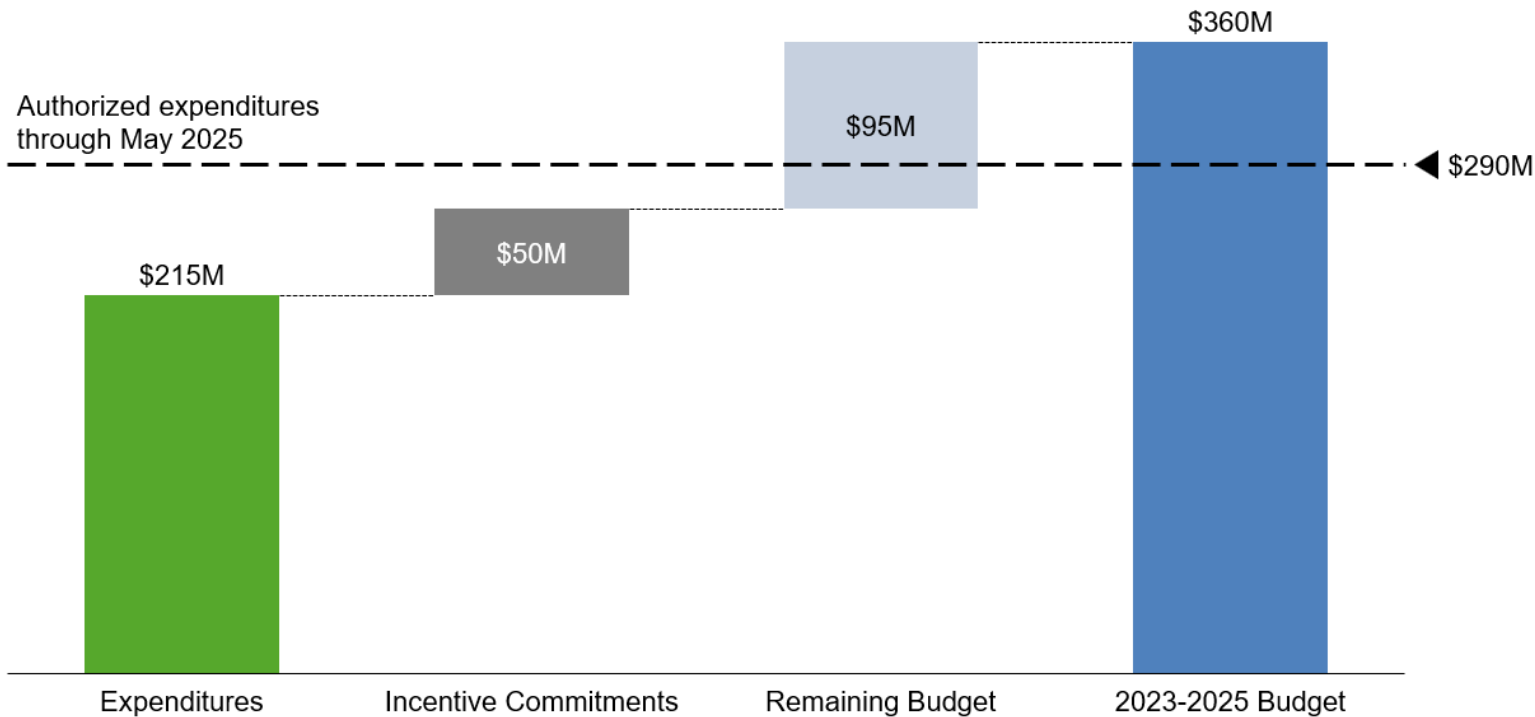 $360M
Authorized expenditures
through May 2025
$95M
$290M
$50M
$215M
Expenditures
Incentive Commitments
Remaining Budget
2023-2025 Budget